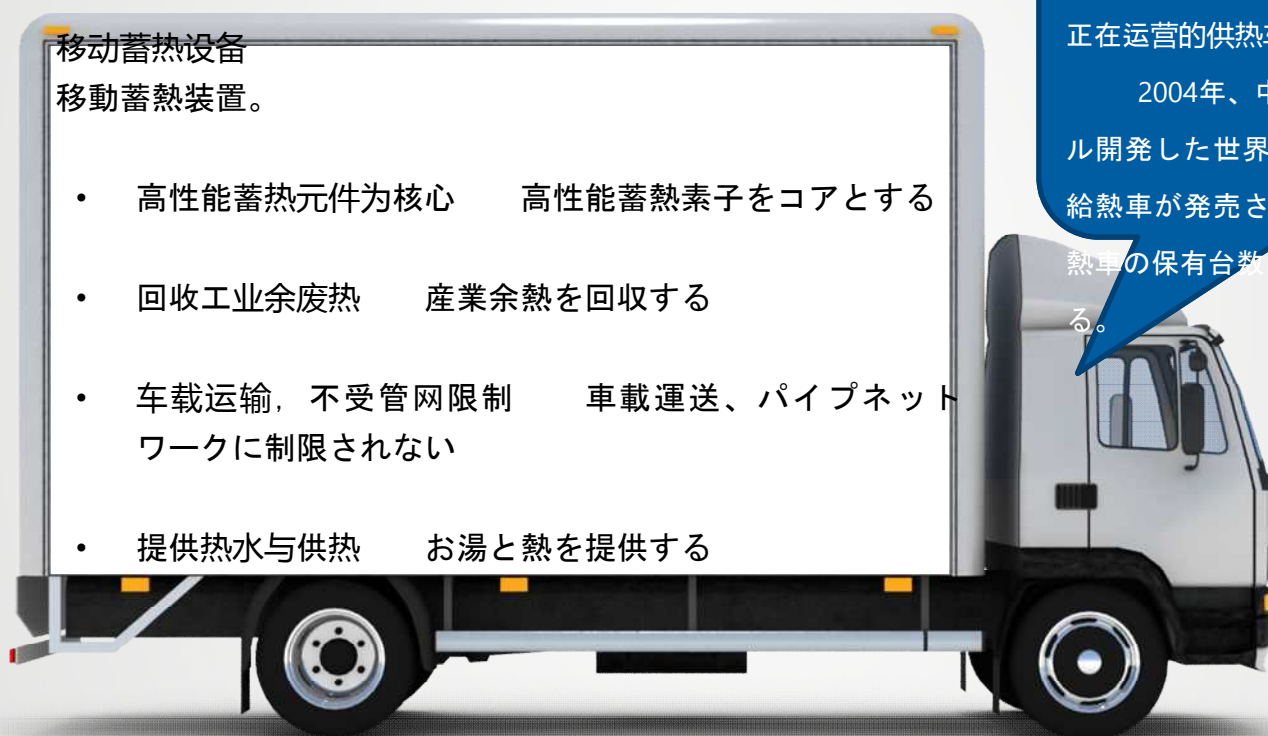 移动蓄热设备
移動蓄熱装置。
• 高性能蓄热元件为核心 高性能蓄熱素子をコアとする
• 回收工业余废热 産業余熱を回収する
• 车载运输，不受管网限制 車載運送、パイプネット
ワークに制限されない
• 提供热水与供热 お湯と熱を提供する
正在运营的供热
2004年、
ル開発した世界
給熱車が発売さ
熱車の保有台数
る。